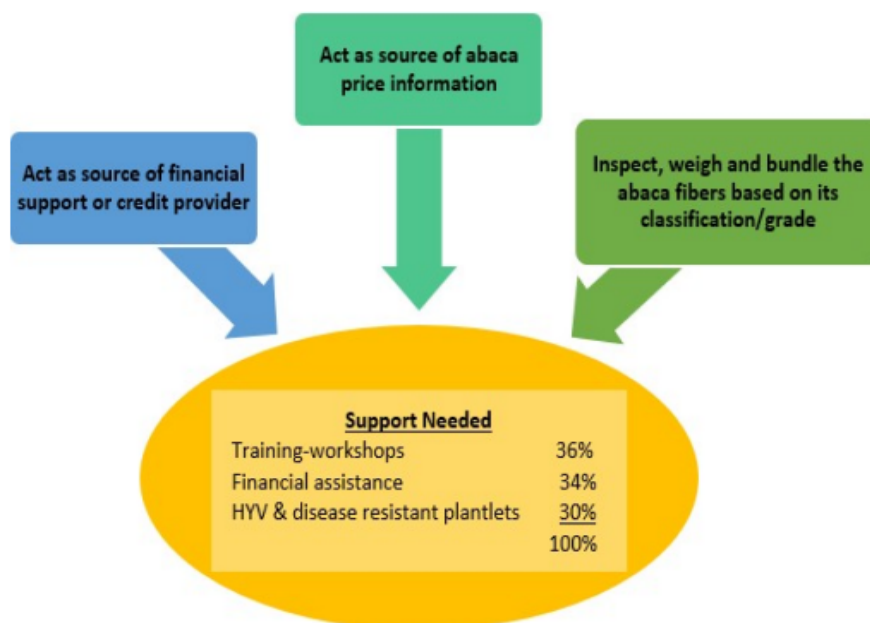 Act as source of abaca
price information
Act as source of financial
support or credit provider
Inspect, weigh and bundle the
abaca fibers based on its
classification/grade
Support Needed
Training-workshops 36%
Financial assistance 34%
HYV & disease resistant plantlets 30%
100%